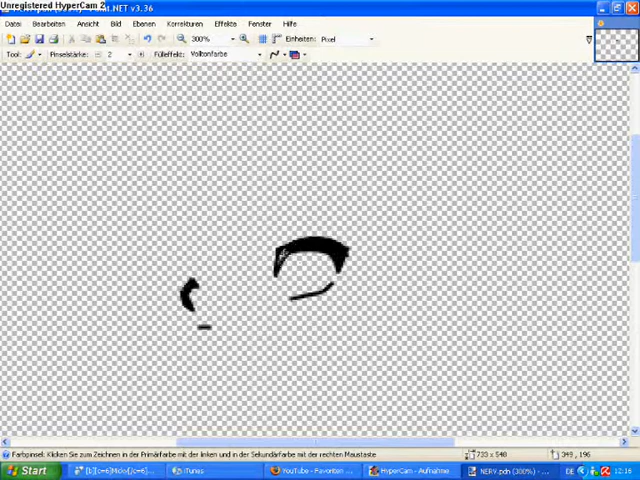 Unregistered HyperCam 2
.NET v3.36
Datei Bearbeiten Ansicht Bild Ebenen Korrekturen Effekte Fenster Hilfe
300% Einheiten: Pixel
Tool: Pinselstärke: 2 Fülleffekt: Volltonfarbe
Farbpinsel: Klicken Sie zum Zeichnen in der Primärfarbe mit der linken und in der Sekundärfarbe mit der rechten Maustaste 733 x 548 349, 196
Start iTunes YouTube - Favoriten ... HyperCam - Aufnahme NERV.pdn (300%) - ... DE 12:16